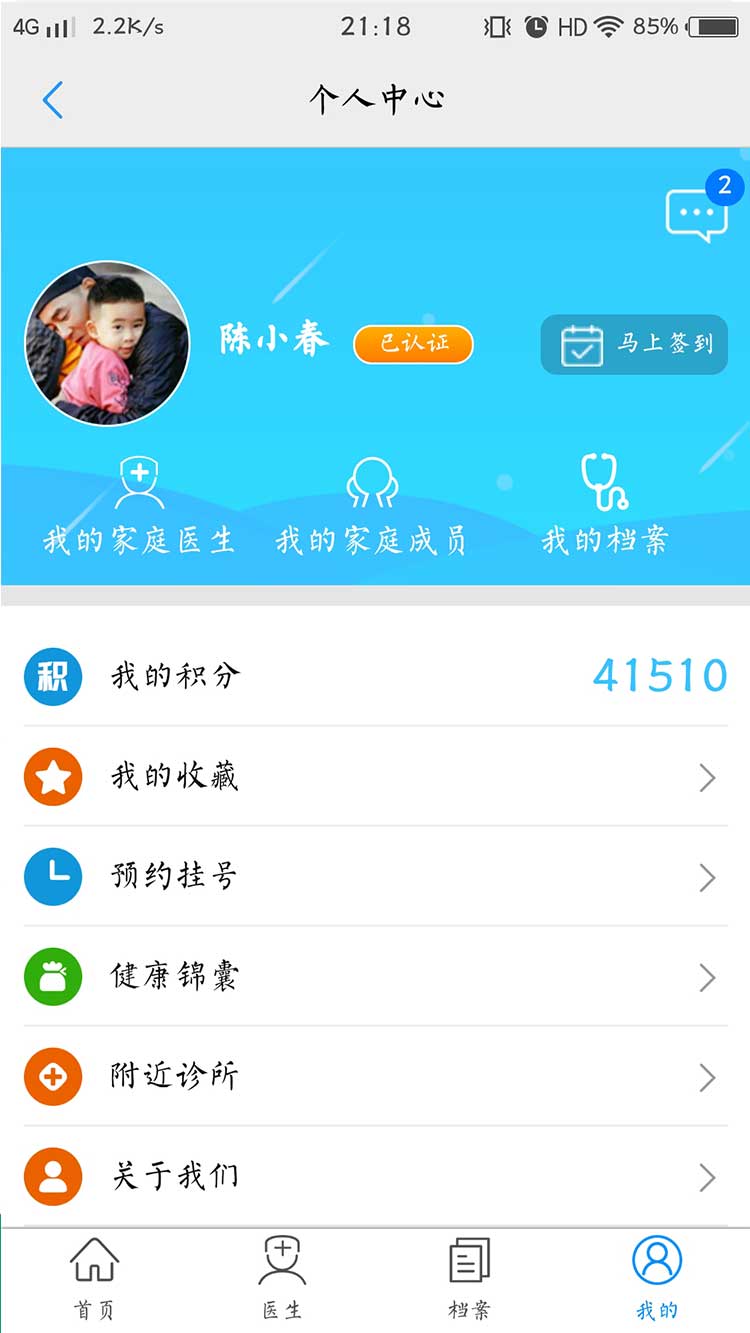 4G 2.2K/s 21:18 HD 85%
个人中心
2
陈小春 已认证 马上签到
我的家庭医生 我的家庭成员 我的档案
积 我的积分 41510
我的收藏
预约挂号
健康锦囊
附近诊所
关于我们
首页 医生 档案 我的